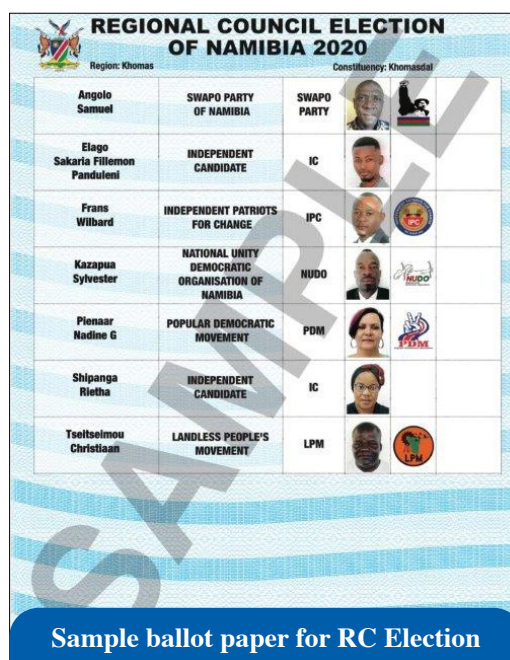 REGIONAL COUNCIL ELECTION
OF NAMIBIA 2020
Region: Khomas
Constituency: Khomasdal
Angolo
Samuel
SWAPO PARTY
OF NAMIBIA
SWAPO
PARTY
Elago
Sakaria Fillemon
Panduleni
INDEPENDENT
CANDIDATE
IC
Frans
Wilbard
INDEPENDENT PATRIOTS
FOR CHANGE
IPC
IPC
Kazapua
Sylvester
NATIONAL UNITY
DEMOCRATIC
ORGANISATION OF
NAMIBIA
NUDO
NUDO
Pienaar
Nadine G
POPULAR DEMOCRATIC
MOVEMENT
PDM
PDM
Shipanga
Rietha
INDEPENDENT
CANDIDATE
IC
Tseitseimou
Christiaan
LANDLESS PEOPLE'S
MOVEMENT
LPM
LPM
SAMPLE
Sample ballot paper for RC Election